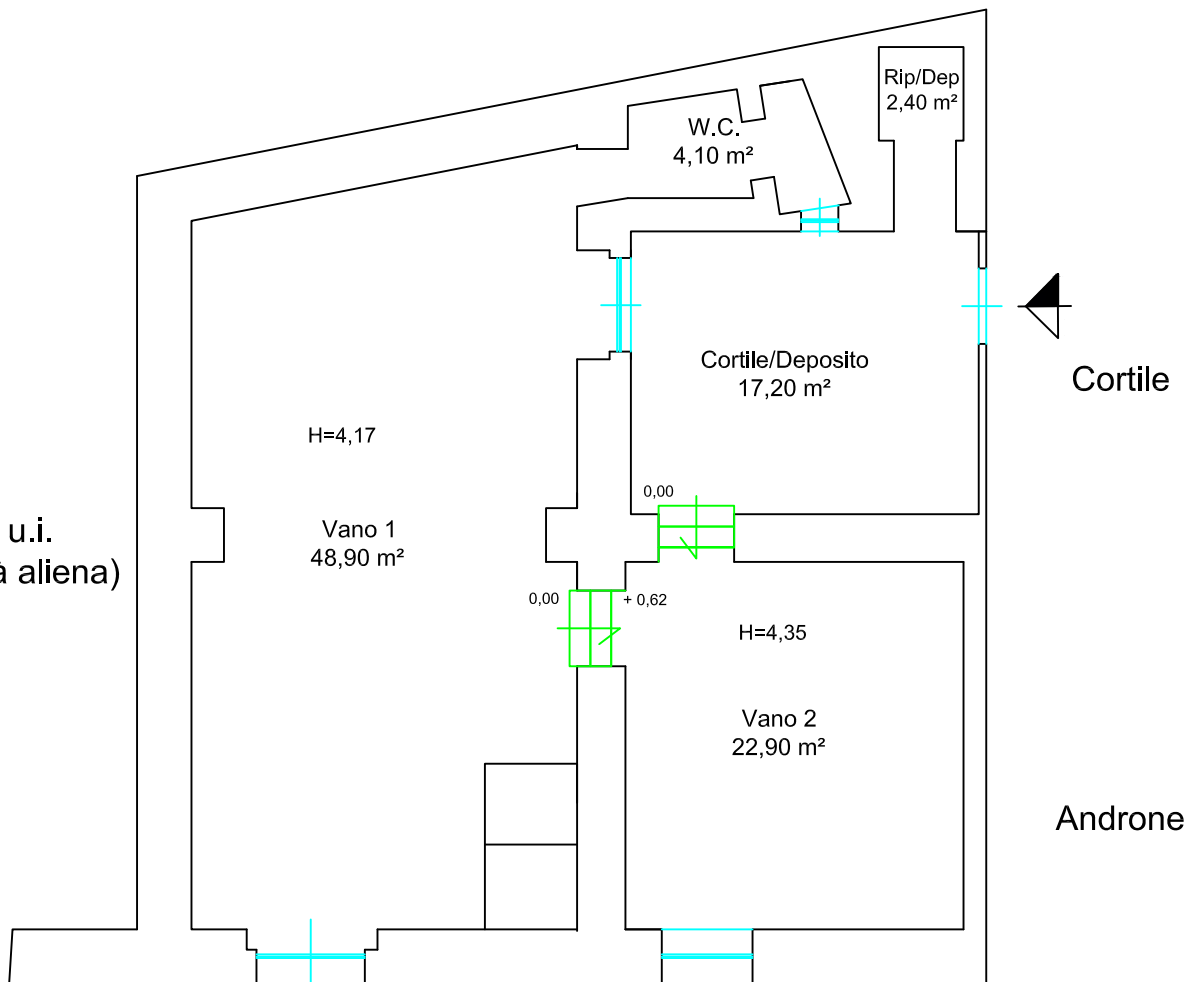 Rip/Dep
2,40 m²
W.C.
4,10 m²
Cortile/Deposito
17,20 m²
Cortile
H=4,17
0,00
Vano 1
48,90 m²
u.i.
aliena)
0,00
+ 0,62
H=4,35
Vano 2
22,90 m²
Androne